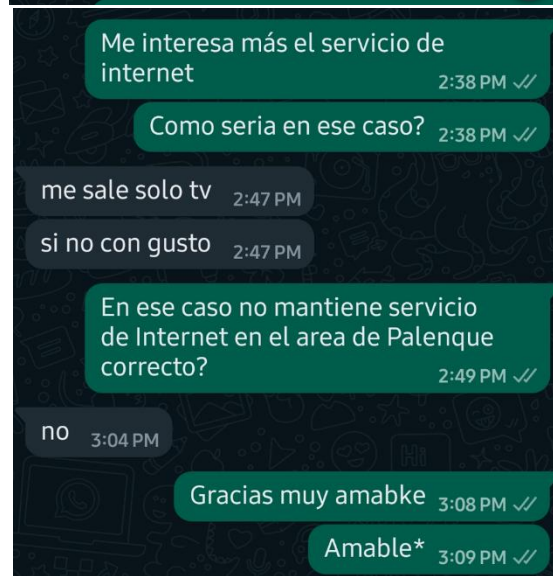 Me interesa más el servicio de
internet
2:38 PM
Como seria en ese caso? 2:38 PM
me sale solo tv 2:47 PM
si no con gusto 2:47 PM
En ese caso no mantiene servicio
de Internet en el area de Palenque
correcto?
2:49 PM
no 3:04 PM
Gracias muy amabke 3:08 PM
Amable* 3:09 PM